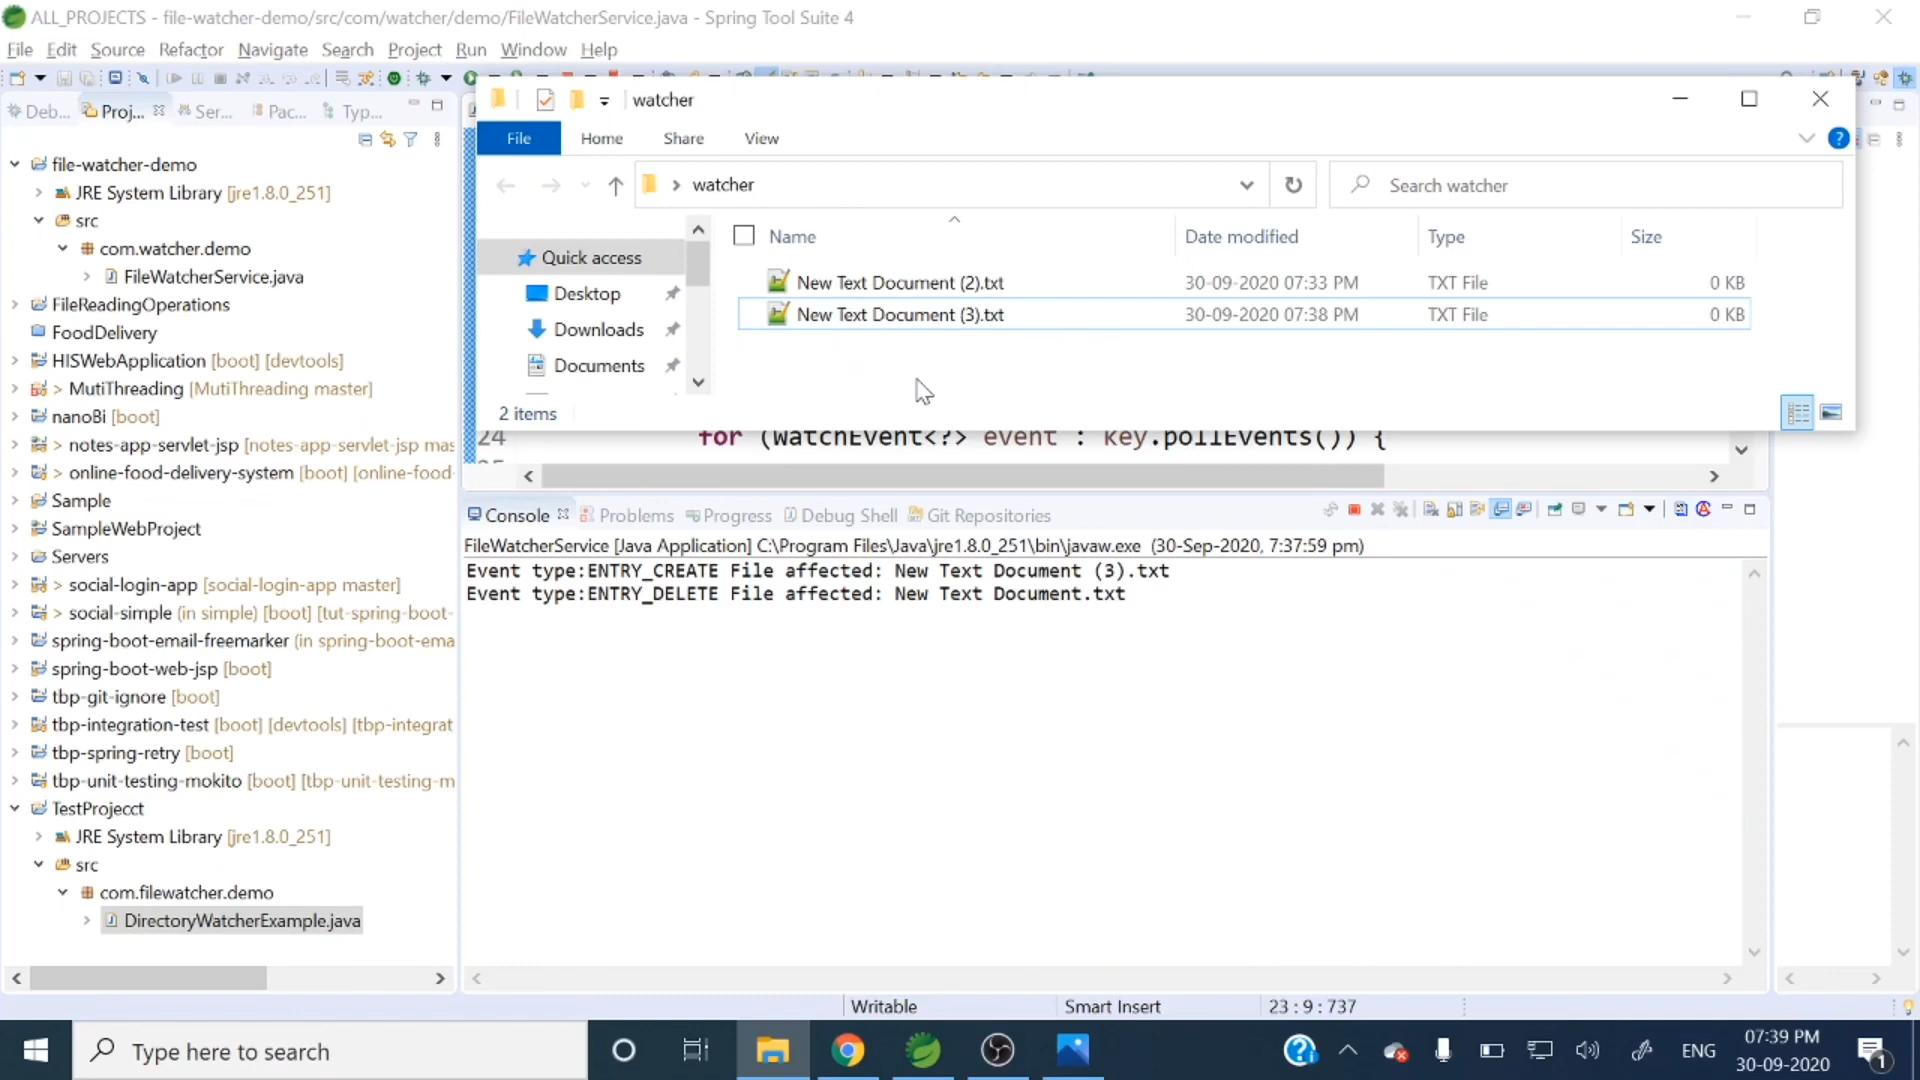 ALL_PROJECTS - file-watcher-demo/src/com/watcher/demo/FileWatcherService.java - Spring Tool Suite 4
File Edit Source Refactor Navigate Search Project Run Window Help
Deb... Proj... Ser... Pac... Typ...
watcher
File Home Share View
watcher
Search watcher
Name Date modified Type Size
Quick access
Desktop
Downloads
Documents
New Text Document (2).txt 30-09-2020 07:33 PM TXT File 0 KB
New Text Document (3).txt 30-09-2020 07:38 PM TXT File 0 KB
2 items
file-watcher-demo
JRE System Library [jre1.8.0_251]
src
com.watcher.demo
FileWatcherService.java
FileReadingOperations
FoodDelivery
HISWebApplication [boot] [devtools]
> MutiThreading [MutiThreading master]
nanoBi [boot]
> notes-app-servlet-jsp [notes-app-servlet-jsp mas
> online-food-delivery-system [boot] [online-food-
Sample
SampleWebProject
Servers
> social-login-app [social-login-app master]
> social-simple (in simple) [boot] [tut-spring-boot-
spring-boot-email-freemarker (in spring-boot-ema
spring-boot-web-jsp [boot]
tbp-git-ignore [boot]
tbp-integration-test [boot] [devtools] [tbp-integrat
tbp-spring-retry [boot]
tbp-unit-testing-mokito [boot] [tbp-unit-testing-m
TestProjecct
JRE System Library [jre1.8.0_251]
src
com.filewatcher.demo
DirectoryWatcherExample.java
24 for (WatchEvent<?> event : key.pollEvents()) {
Console Problems Progress Debug Shell Git Repositories
FileWatcherService [Java Application] C:\Program Files\Java\jre1.8.0_251\bin\javaw.exe (30-Sep-2020, 7:37:59 pm)
Event type:ENTRY_CREATE File affected: New Text Document (3).txt
Event type:ENTRY_DELETE File affected: New Text Document.txt
Writable Smart Insert 23 : 9 : 737
Type here to search
ENG
07:39 PM
30-09-2020
1